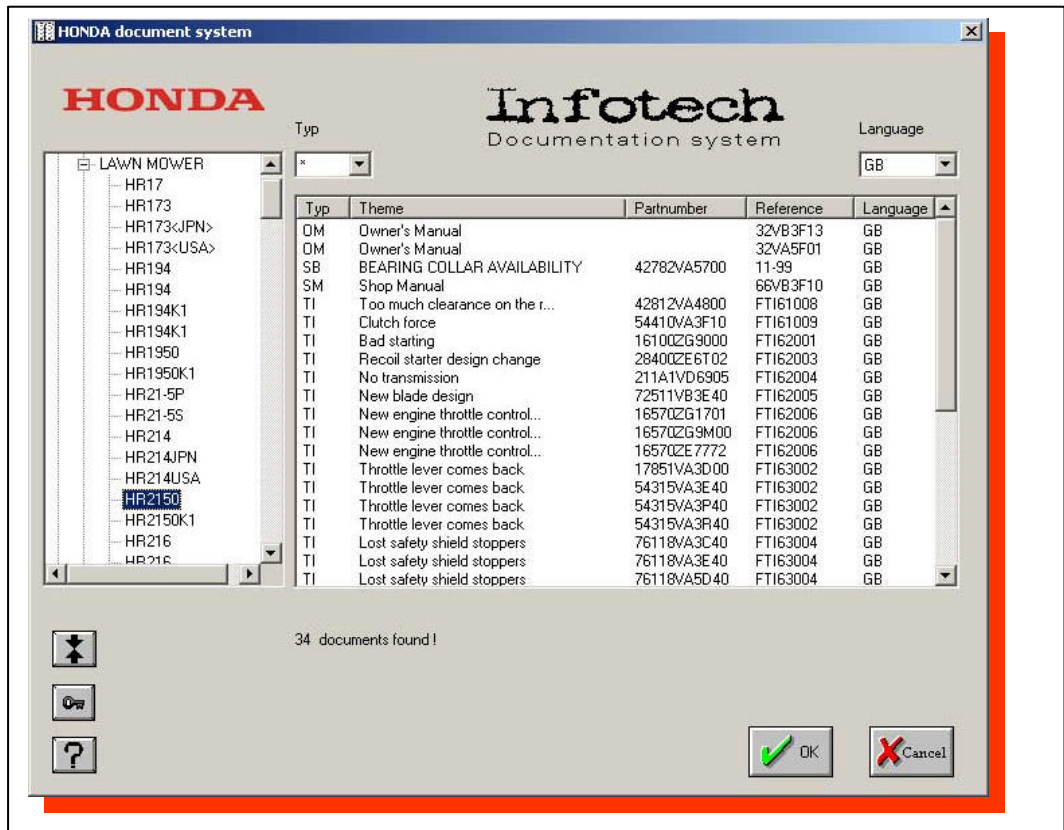 HONDA document system
HONDA
Infotech
Documentation system
Typ
Language
*
GB
LAWN MOWER
HR17
HR173
HR173<JPN>
HR173<USA>
HR194
HR194
HR194K1
HR194K1
HR1950
HR1950K1
HR21-5P
HR21-5S
HR214
HR214JPN
HR214USA
HR2150
HR2150K1
HR216
HR216
Typ Theme Partnumber Reference Language
OM Owner's Manual 32VB3F13 GB
OM Owner's Manual 32VA5F01 GB
SB BEARING COLLAR AVAILABILITY 42782VA5700 11-99 GB
SM Shop Manual 66VB3F10 GB
TI Too much clearance on the r... 42812VA4800 FTI61008 GB
TI Clutch force 54410VA3F10 FTI61009 GB
TI Bad starting 16100ZG9000 FTI62001 GB
TI Recoil starter design change 28400ZE6T02 FTI62003 GB
TI No transmission 211A1VD6905 FTI62004 GB
TI New blade design 72511VB3E40 FTI62005 GB
TI New engine throttle control... 16570ZG1701 FTI62006 GB
TI New engine throttle control... 16570ZG9M00 FTI62006 GB
TI New engine throttle control... 16570ZE7772 FTI62006 GB
TI Throttle lever comes back 17851VA3D00 FTI63002 GB
TI Throttle lever comes back 54315VA3E40 FTI63002 GB
TI Throttle lever comes back 54315VA3P40 FTI63002 GB
TI Throttle lever comes back 54315VA3R40 FTI63002 GB
TI Lost safety shield stoppers 76118VA3C40 FTI63004 GB
TI Lost safety shield stoppers 76118VA3E40 FTI63004 GB
TI Lost safety shield stoppers 76118VA5D40 FTI63004 GB
34 documents found !
?
OK
Cancel